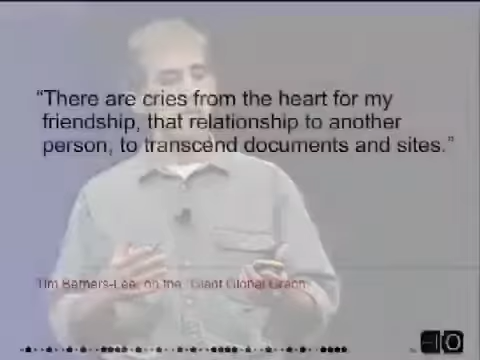 “There are cries from the heart for my
friendship, that relationship to another
person, to transcend documents and sites.”
Tim Berners-Lee, on the "Giant Global Graph"
IO